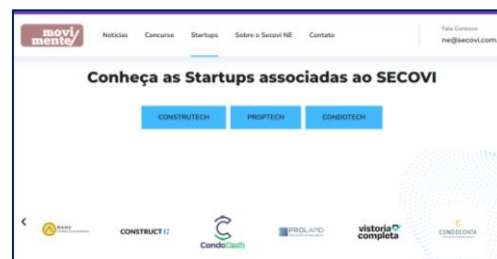 movi
mente/
Notícias Concurso Startups Sobre o Secovi NE Contato
Fale Conosco
ne@secovi.com.
Conheça as Startups associadas ao SECOVI
CONSTRUTECH PROPTECH CONDOTECH
CONSTRUCT
CondoCash
PROLAND
vistoria
completa
CONDOCONTA